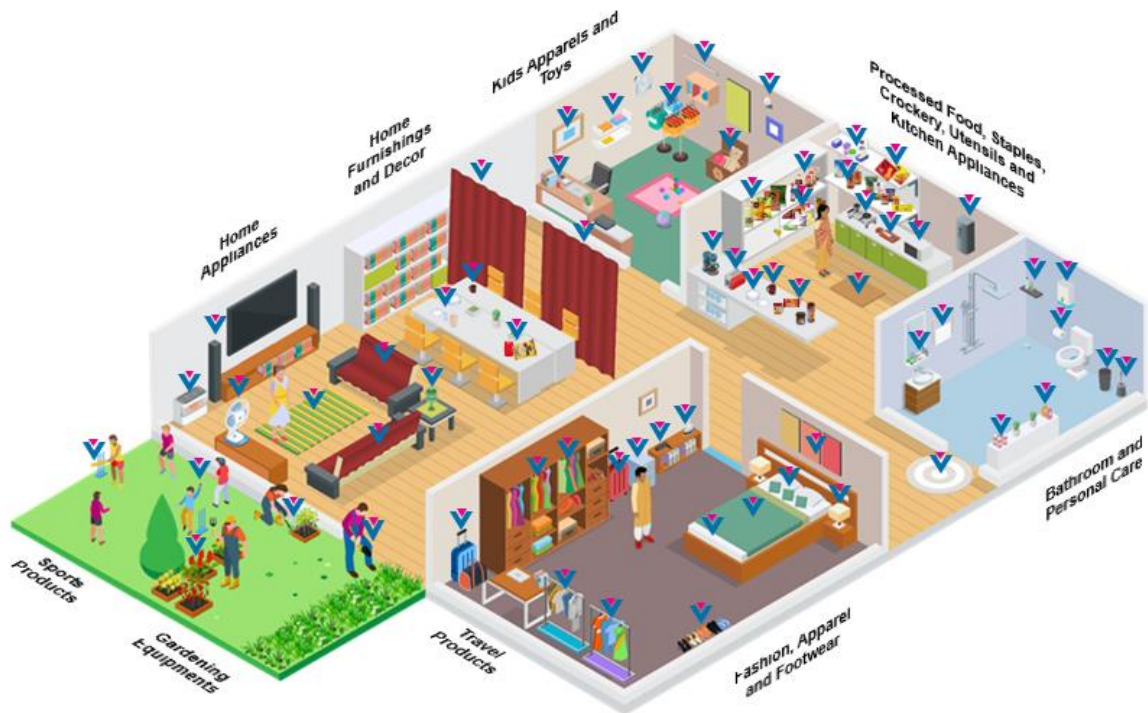 Kids Apparels and
Toys
Processed Food, Staples,
Crockery, Utensils and
Kitchen Appliances
Home
Furnishings
and Decor
Home
Appliances
Bathroom and
Personal Care
Sports
Products
Gardening
Equipments
Travel
Products
Fashion, Apparel
and Footwear